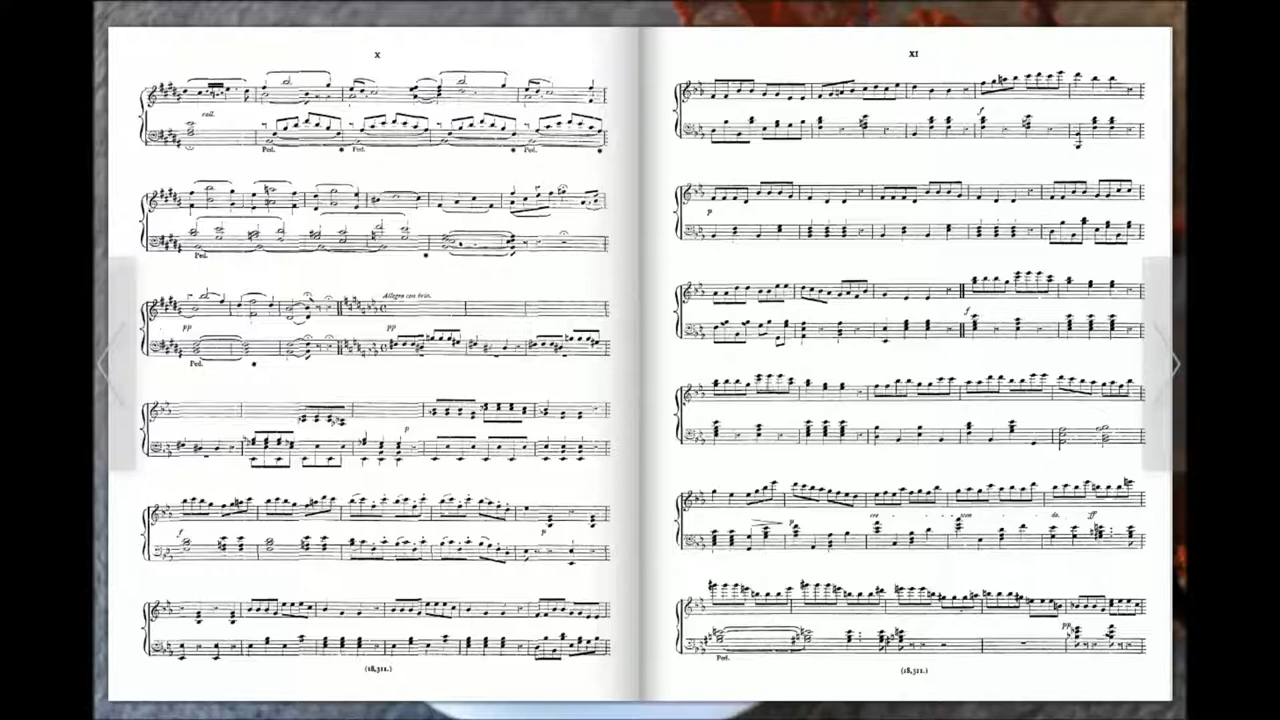 X
rall.
Ped. * Ped. * Ped. *
Ped. *
Allegro con brio.
pp pp
Ped. *
p
f
p
(18,311.)
XI
f
p
f
p cre - - scen - - do. ff
pp
Ped.
(18,311.)